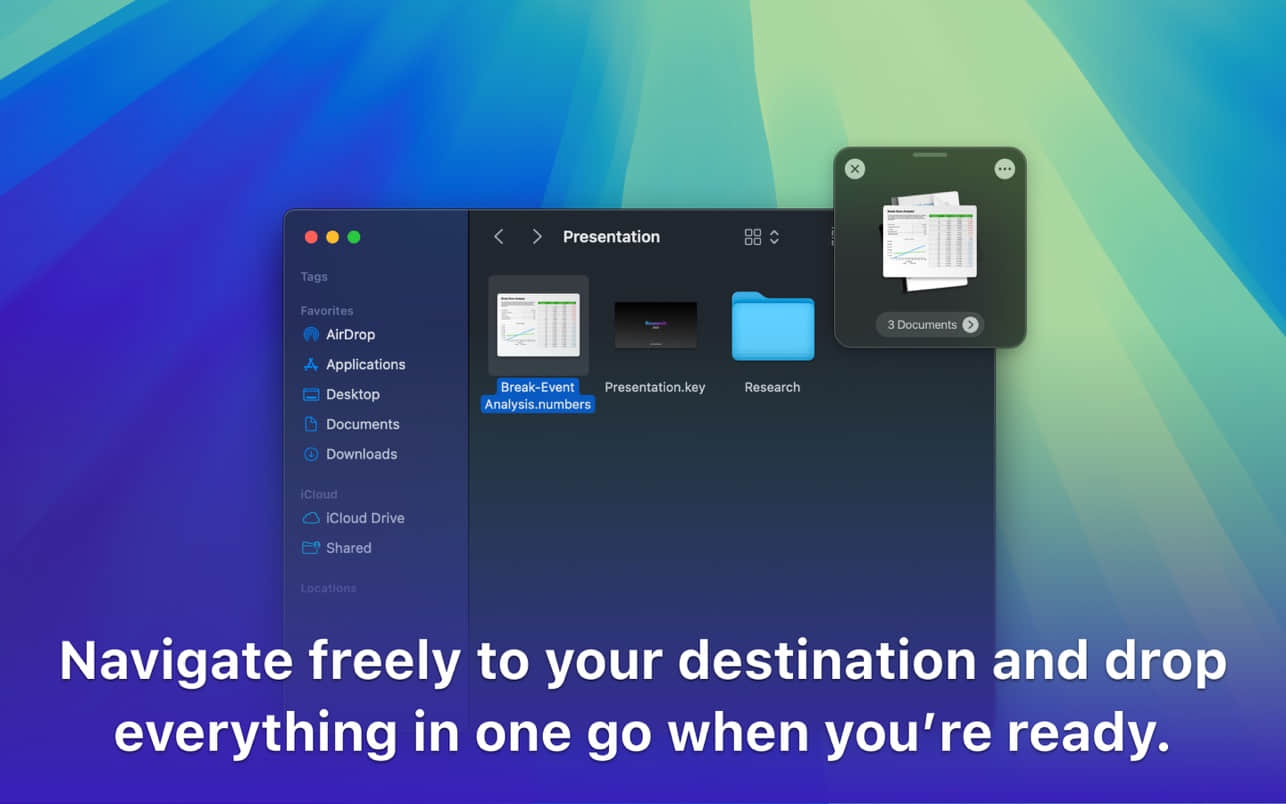 Presentation
Tags
Favorites
AirDrop
Applications
Desktop
Documents
Downloads
iCloud
iCloud Drive
Shared
Locations
Break-Event
Analysis.numbers
Presentation.key
Research
3 Documents
Navigate freely to your destination and drop
everything in one go when you’re ready.